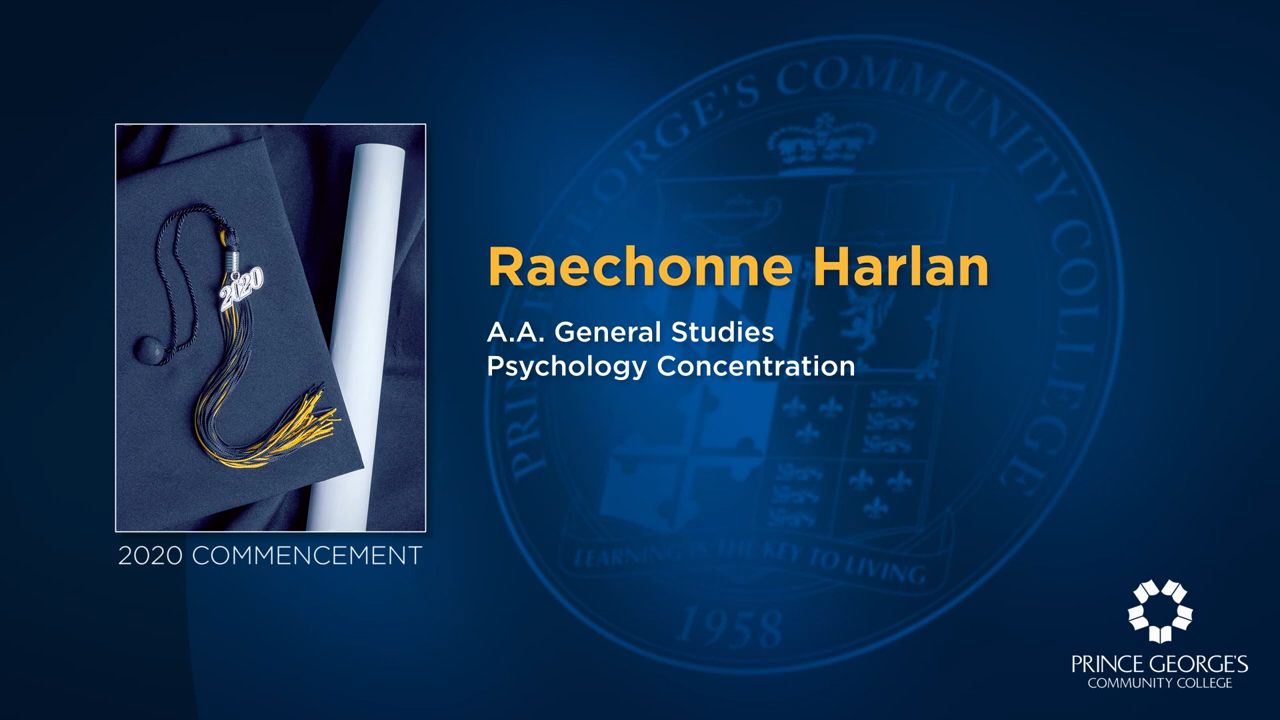 PRINCE GEORGE'S COMMUNITY COLLEGE
2020
Raechonne Harlan
A.A. General Studies
Psychology Concentration
LEARNING IS THE KEY TO LIVING
2020 COMMENCEMENT
1958
PRINCE GEORGE'S
COMMUNITY COLLEGE